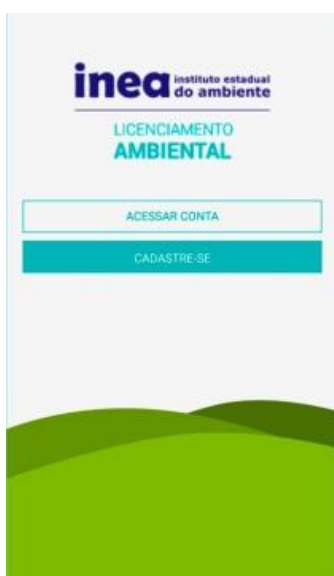 inea instituto estadual
do ambiente
LICENCIAMENTO
AMBIENTAL
ACESSAR CONTA
CADASTRE-SE